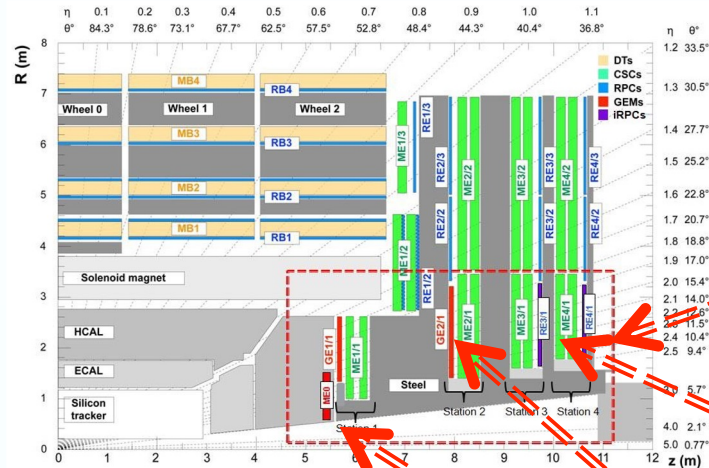 η 0.1 0.2 0.3 0.4 0.5 0.6 0.7 0.8 0.9 1.0 1.1
θ° 84.3° 78.6° 73.1° 67.7° 62.5° 57.5° 52.8° 48.4° 44.3° 40.4° 36.8° η θ°
R (m)
8
7
6
5
4
3
2
1
0
1.2 33.5°
1.3 30.5°
1.4 27.7°
1.5 25.2°
1.6 22.8°
1.7 20.7°
1.8 18.8°
1.9 17.0°
2.0 15.4°
2.1 14.0°
11.5°
2.4 10.4°
2.5 9.4°
5.7°
4.0 2.1°
5.0 0.77°
DTs
CSCs
RPCs
GEMs
iRPCs
MB4
RB4
Wheel 0 Wheel 1 Wheel 2
MB3
RB3
MB2
RB2
MB1
RB1
Solenoid magnet
HCAL
ECAL
Silicon
tracker
Steel
ME1/3
RE1/3
ME1/2
RE1/2
RE2/3
ME2/2
RE2/2
ME3/2
RE3/3
RE3/2
ME4/2
RE4/3
RE4/2
GE1/1
ME1/1
ME0
GE2/1
ME2/1
ME3/1
RE3/1
ME4/1
RE4/1
Station 1
Station 2
Station 3
Station 4
0 1 2 3 4 5 6 7 8 9 10 11 12
z (m)